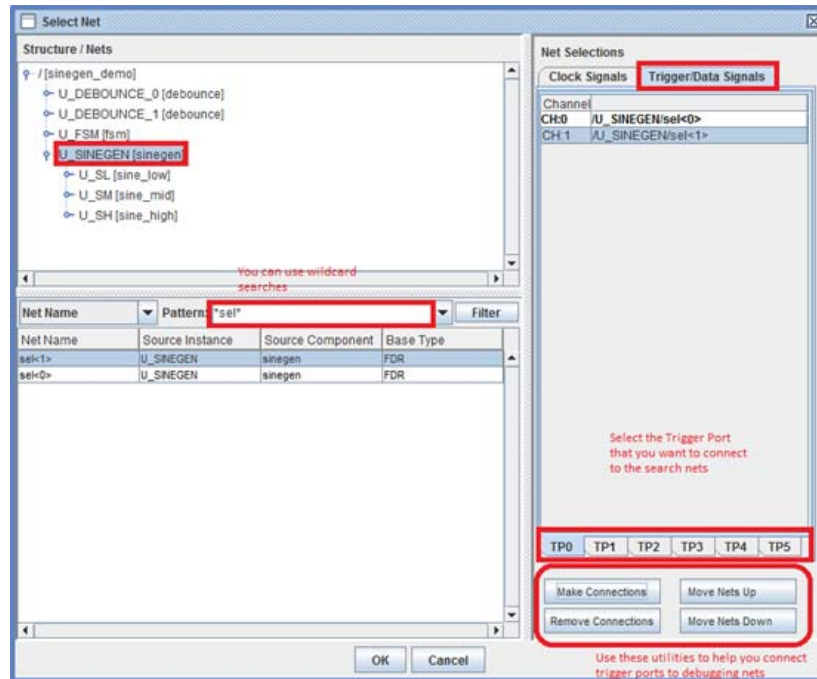 Select Net
Structure / Nets
/ [sinegen_demo]
U_DEBOUNCE_0 [debounce]
U_DEBOUNCE_1 [debounce]
U_FSM [fsm]
U_SINEGEN [sinegen]
U_SL [sine_low]
U_SM [sine_mid]
U_SH [sine_high]
You can use wildcard
searches
Net Name Pattern: *sel* Filter
Net Name Source Instance Source Component Base Type
sel<1> U_SINEGEN sinegen FDR
sel<0> U_SINEGEN sinegen FDR
Net Selections
Clock Signals Trigger/Data Signals
Channel
CH:0 /U_SINEGEN/sel<0>
CH:1 /U_SINEGEN/sel<1>
Select the Trigger Port
that you want to connect
to the search nets
TP0 TP1 TP2 TP3 TP4 TP5
Make Connections Move Nets Up
Remove Connections Move Nets Down
OK Cancel
Use these utilities to help you connect
trigger ports to debugging nets